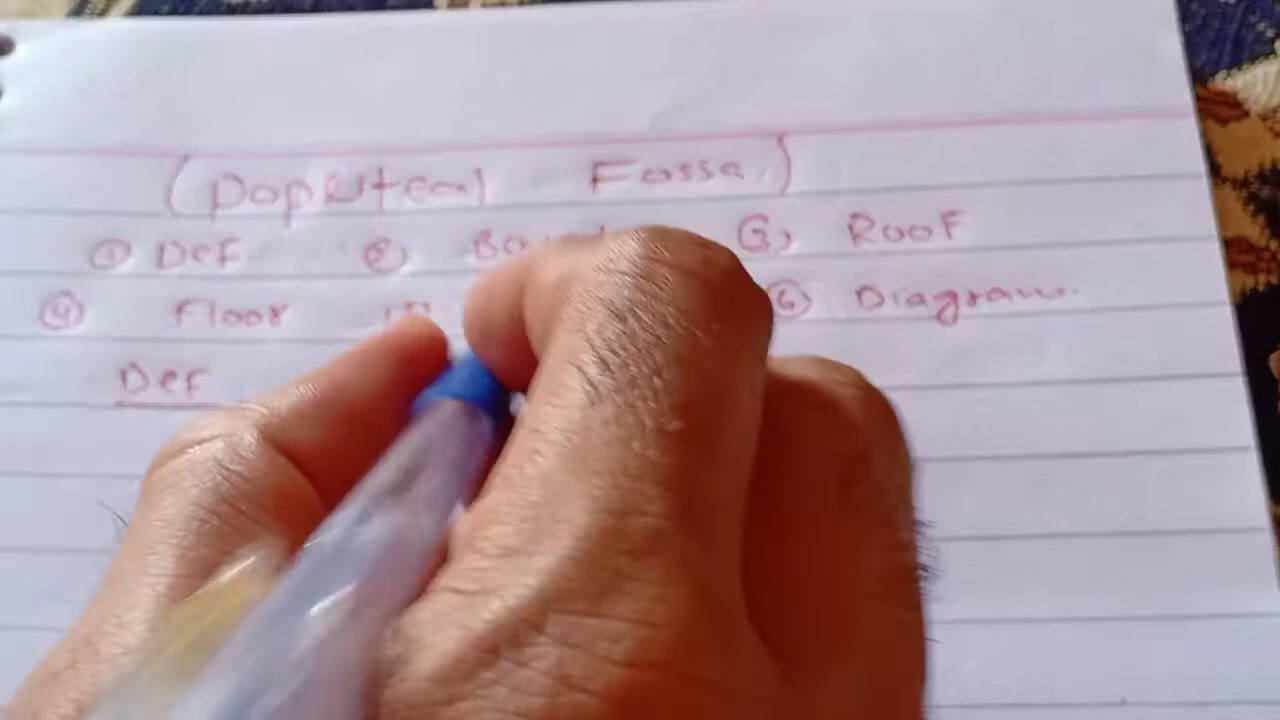 (Popliteal Fossa)
① Def ② 3) Roof
④ Floor ⑥ Diagram.
Def